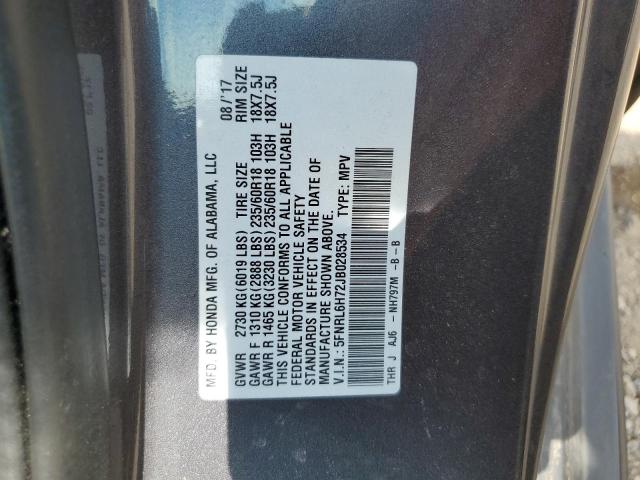 MFD. BY HONDA MFG. OF ALABAMA, LLC 08/'17
GVWR 2730 KG(6019 LBS) TIRE SIZE RIM SIZE
GAWR F 1310 KG(2888 LBS)235/60R18 103H 18X7.5J
GAWR R 1465 KG(3230 LBS)235/60R18 103H 18X7.5J
THIS VEHICLE CONFORMS TO ALL APPLICABLE
FEDERAL MOTOR VEHICLE SAFETY
STANDARDS IN EFFECT ON THE DATE OF
MANUFACTURE SHOWN ABOVE.
V.I.N.: 5FNRL6H72JB028534 TYPE: MPV
THR J AJ6 - NH797M -B -B